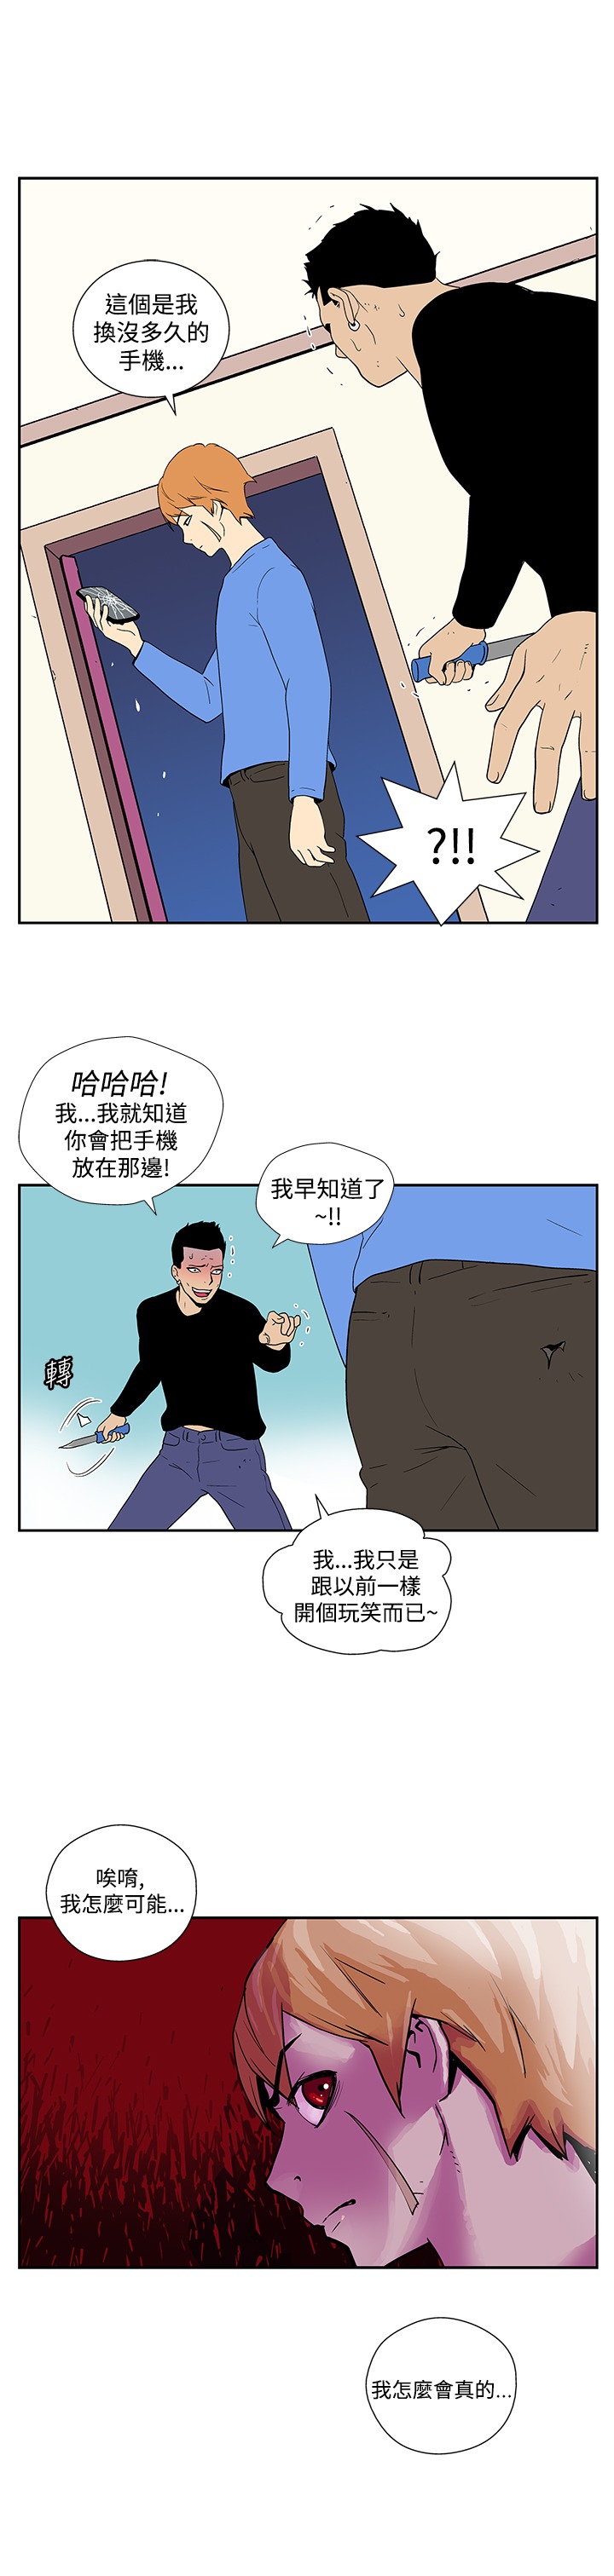 這個是我
換沒多久的
手機...
?!!
哈哈哈!
我...我就知道
你會把手機
放在那邊!
我早知道了
~!!
轉
我...我只是
跟以前一樣
開個玩笑而已~
唉唷,
我怎麼可能...
我怎麼會真的...